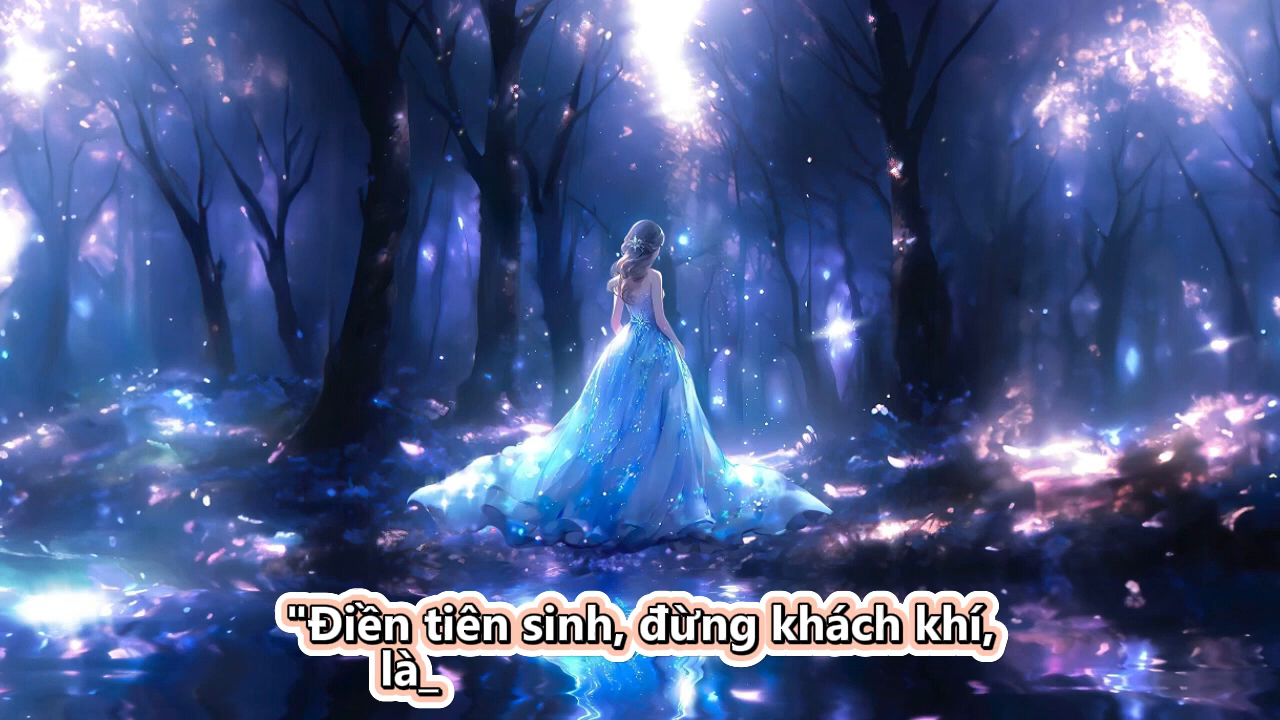 "Điền tiên sinh, đừng khách khí,
là_